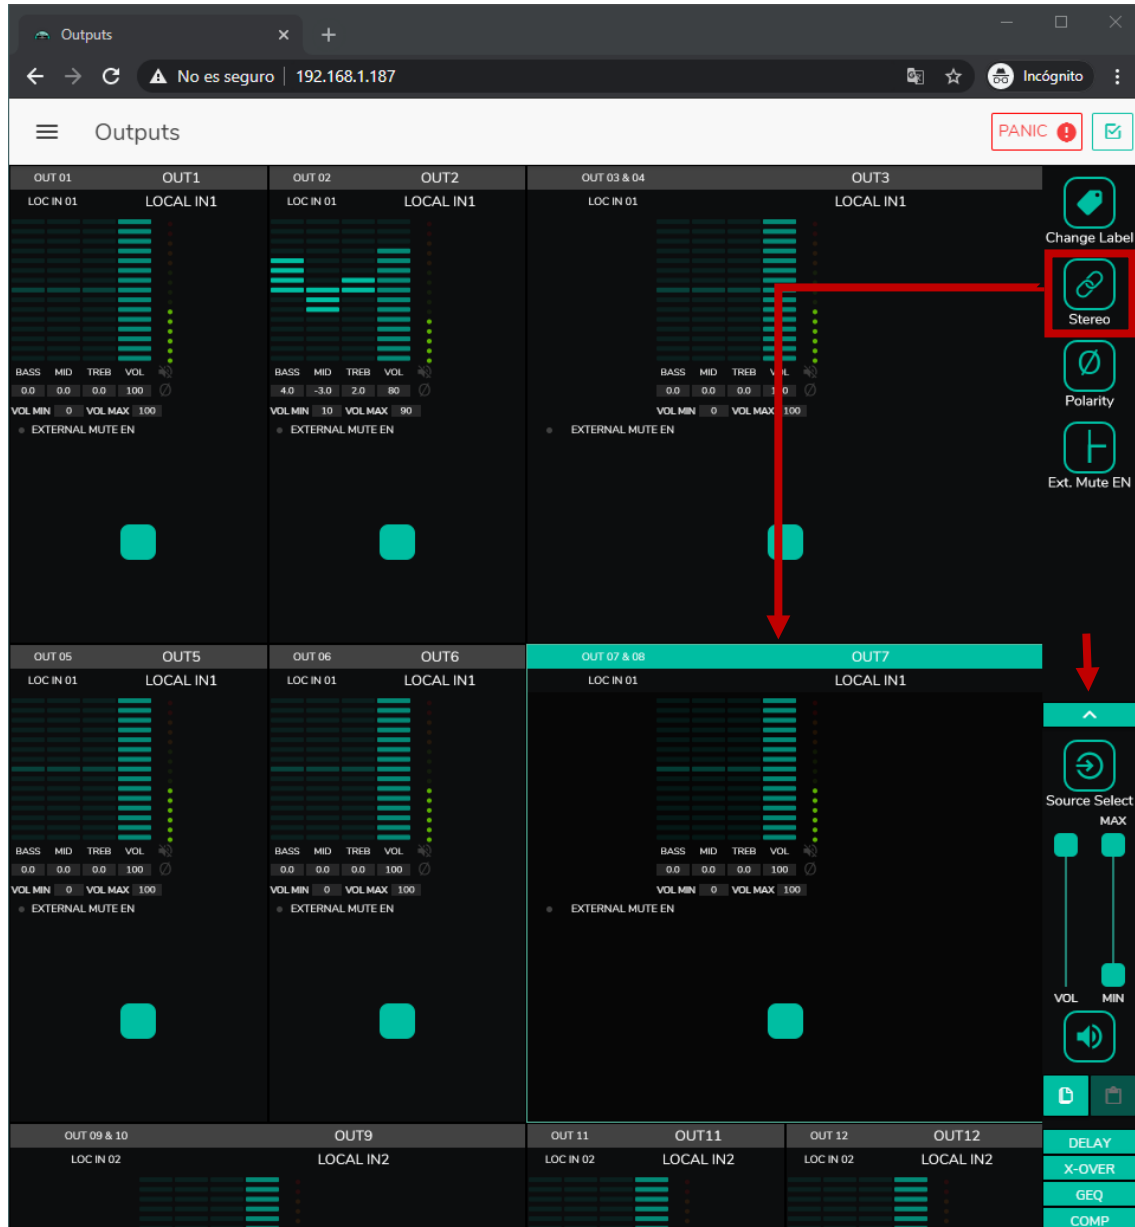 Outputs
No es seguro | 192.168.1.187
Incógnito
Outputs
PANIC
OUT 01 OUT1
LOC IN 01 LOCAL IN1
BASS MID TREB VOL
0.0 0.0 0.0 100
VOL MIN 0 VOL MAX 100
EXTERNAL MUTE EN
OUT 02 OUT2
LOC IN 01 LOCAL IN1
BASS MID TREB VOL
4.0 -3.0 2.0 80
VOL MIN 10 VOL MAX 90
EXTERNAL MUTE EN
OUT 03 & 04 OUT3
LOC IN 01 LOCAL IN1
BASS MID TREB VOL
0.0 0.0 0.0 100
VOL MIN 0 VOL MAX 100
EXTERNAL MUTE EN
Change Label
Stereo
Polarity
Ext. Mute EN
OUT 05 OUT5
LOC IN 01 LOCAL IN1
BASS MID TREB VOL
0.0 0.0 0.0 100
VOL MIN 0 VOL MAX 100
EXTERNAL MUTE EN
OUT 06 OUT6
LOC IN 01 LOCAL IN1
BASS MID TREB VOL
0.0 0.0 0.0 100
VOL MIN 0 VOL MAX 100
EXTERNAL MUTE EN
OUT 07 & 08 OUT7
LOC IN 01 LOCAL IN1
BASS MID TREB VOL
0.0 0.0 0.0 100
VOL MIN 0 VOL MAX 100
EXTERNAL MUTE EN
Source Select
MAX
VOL MIN
OUT 09 & 10 OUT9
LOC IN 02 LOCAL IN2
OUT 11 OUT11
LOC IN 02 LOCAL IN2
OUT 12 OUT12
LOC IN 02 LOCAL IN2
DELAY
X-OVER
GEQ
COMP